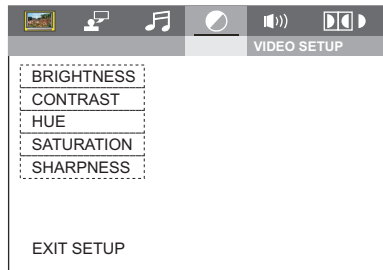 VIDEO SETUP
BRIGHTNESS
CONTRAST
HUE
SATURATION
SHARPNESS
EXIT SETUP